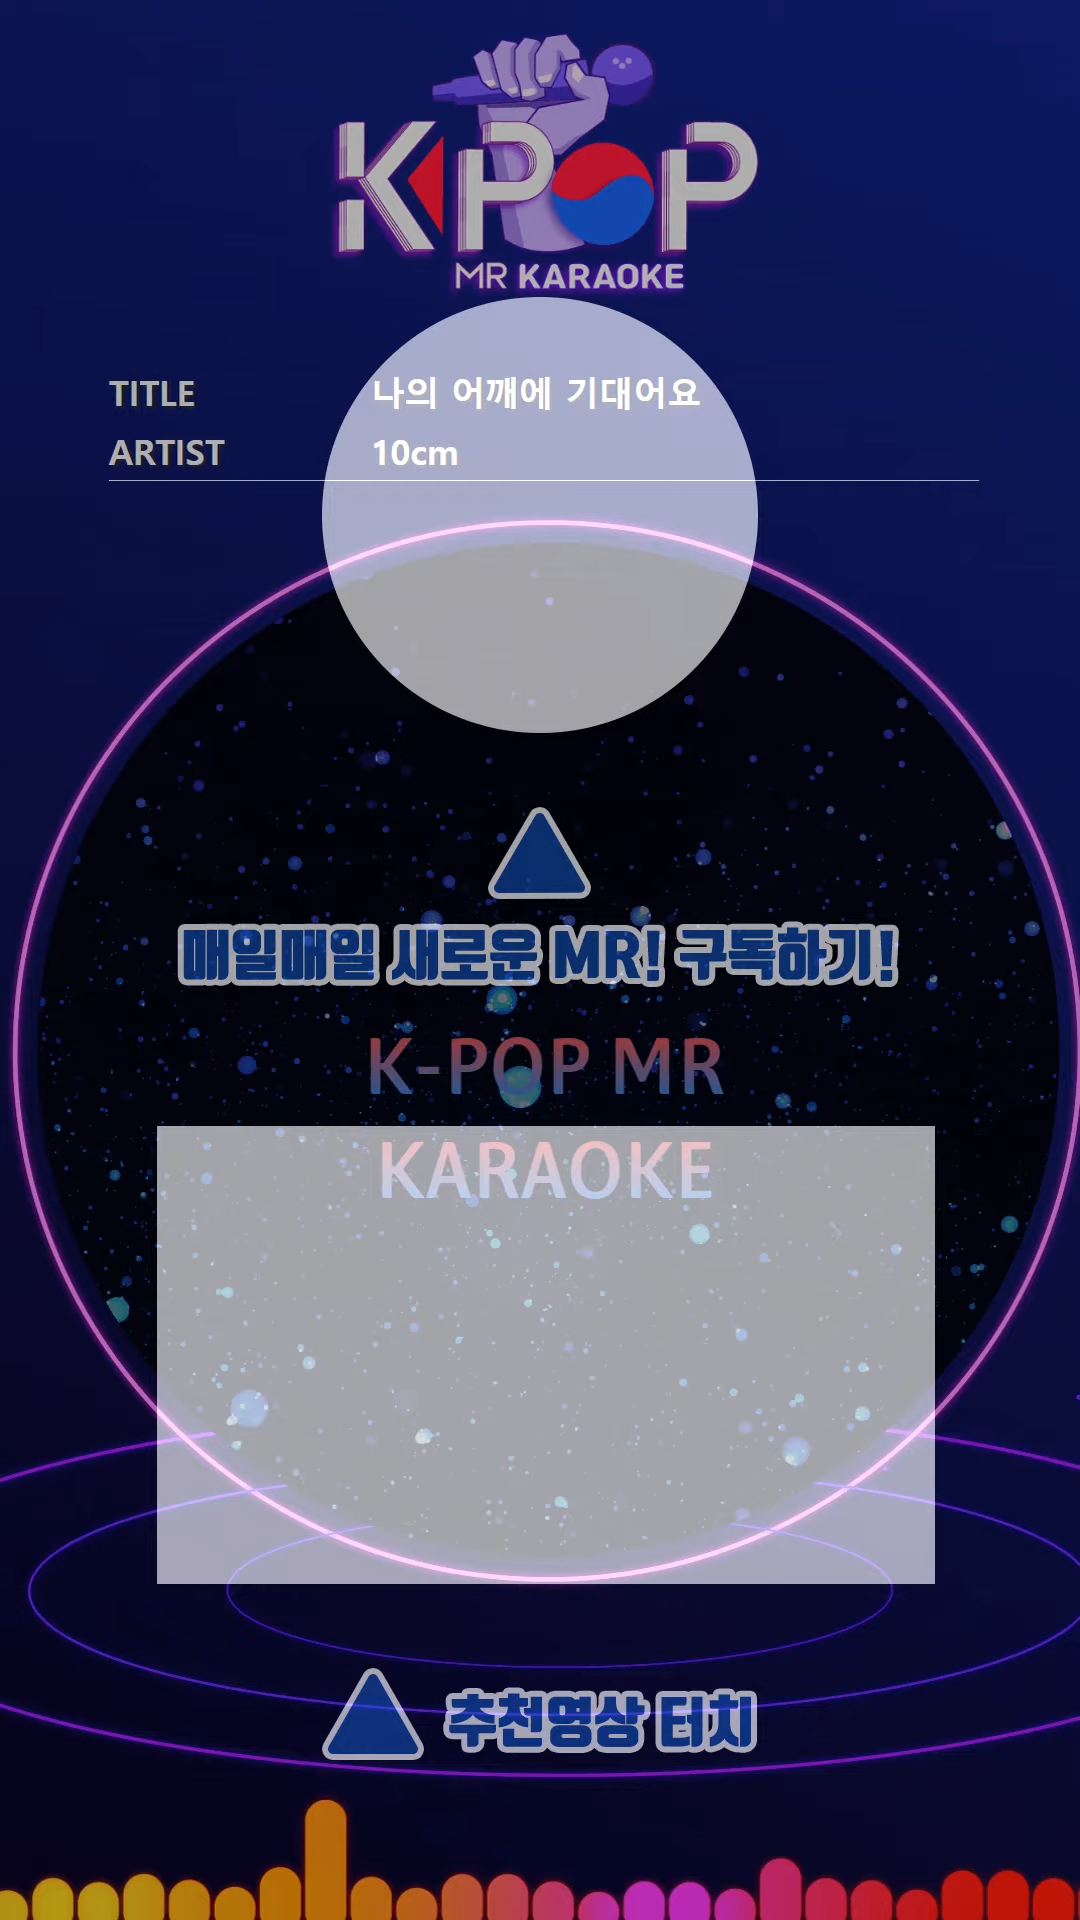 KPOP
MR KARAOKE
TITLE 나의 어깨에 기대어요
ARTIST 10cm
매일매일 새로운 MR! 구독하기!
K-POP MR
KARAOKE
추천영상 터치